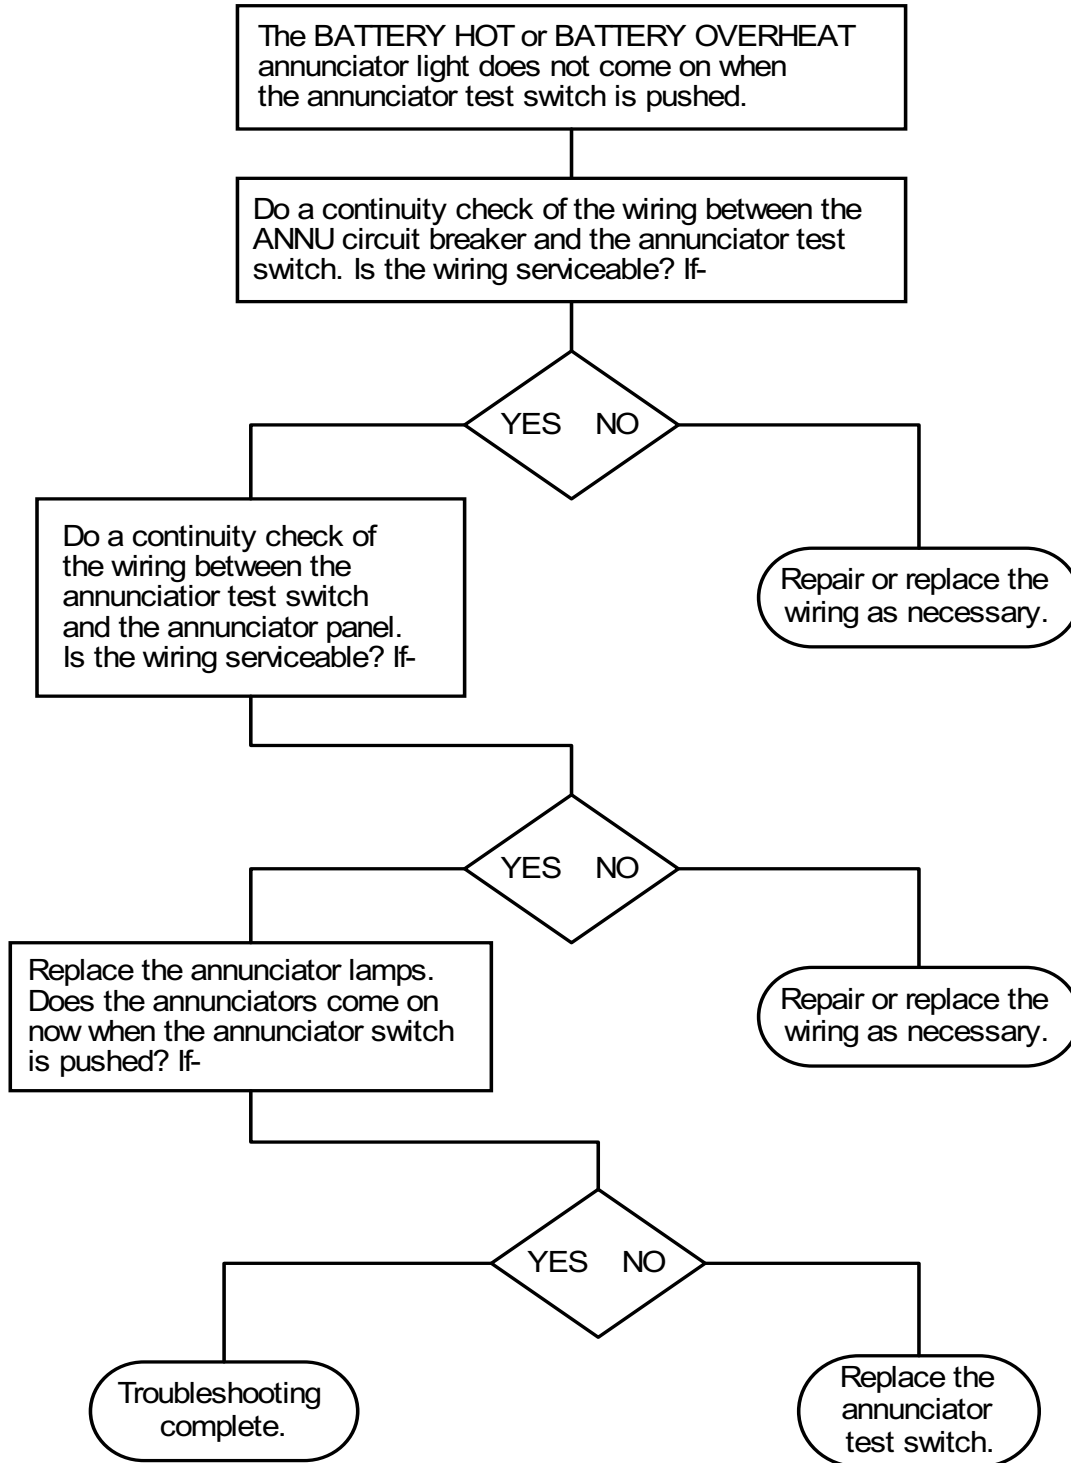 The BATTERY HOT or BATTERY OVERHEAT
annunciator light does not come on when
the annunciator test switch is pushed.
Do a continuity check of the wiring between the
ANNU circuit breaker and the annunciator test
switch. Is the wiring serviceable? If-
YES NO
Do a continuity check of
the wiring between the
annunciatior test switch
and the annunciator panel.
Is the wiring serviceable? If-
Repair or replace the
wiring as necessary.
YES NO
Replace the annunciator lamps.
Does the annunciators come on
now when the annunciator switch
is pushed? If-
Repair or replace the
wiring as necessary.
YES NO
Troubleshooting
complete.
Replace the
annunciator
test switch.